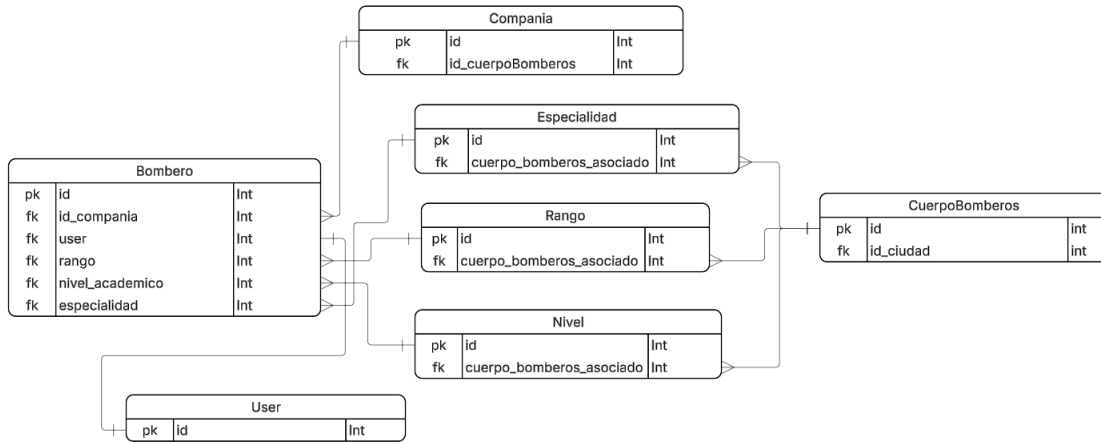 Compania
pk id Int
fk id_cuerpoBomberos Int
Especialidad
pk id Int
fk cuerpo_bomberos_asociado Int
Bombero
pk id Int
fk id_compania Int
fk user Int
fk rango Int
fk nivel_academico Int
fk especialidad Int
Rango
pk id Int
fk cuerpo_bomberos_asociado Int
CuerpoBomberos
pk id int
fk id_ciudad int
Nivel
pk id Int
fk cuerpo_bomberos_asociado Int
User
pk id Int